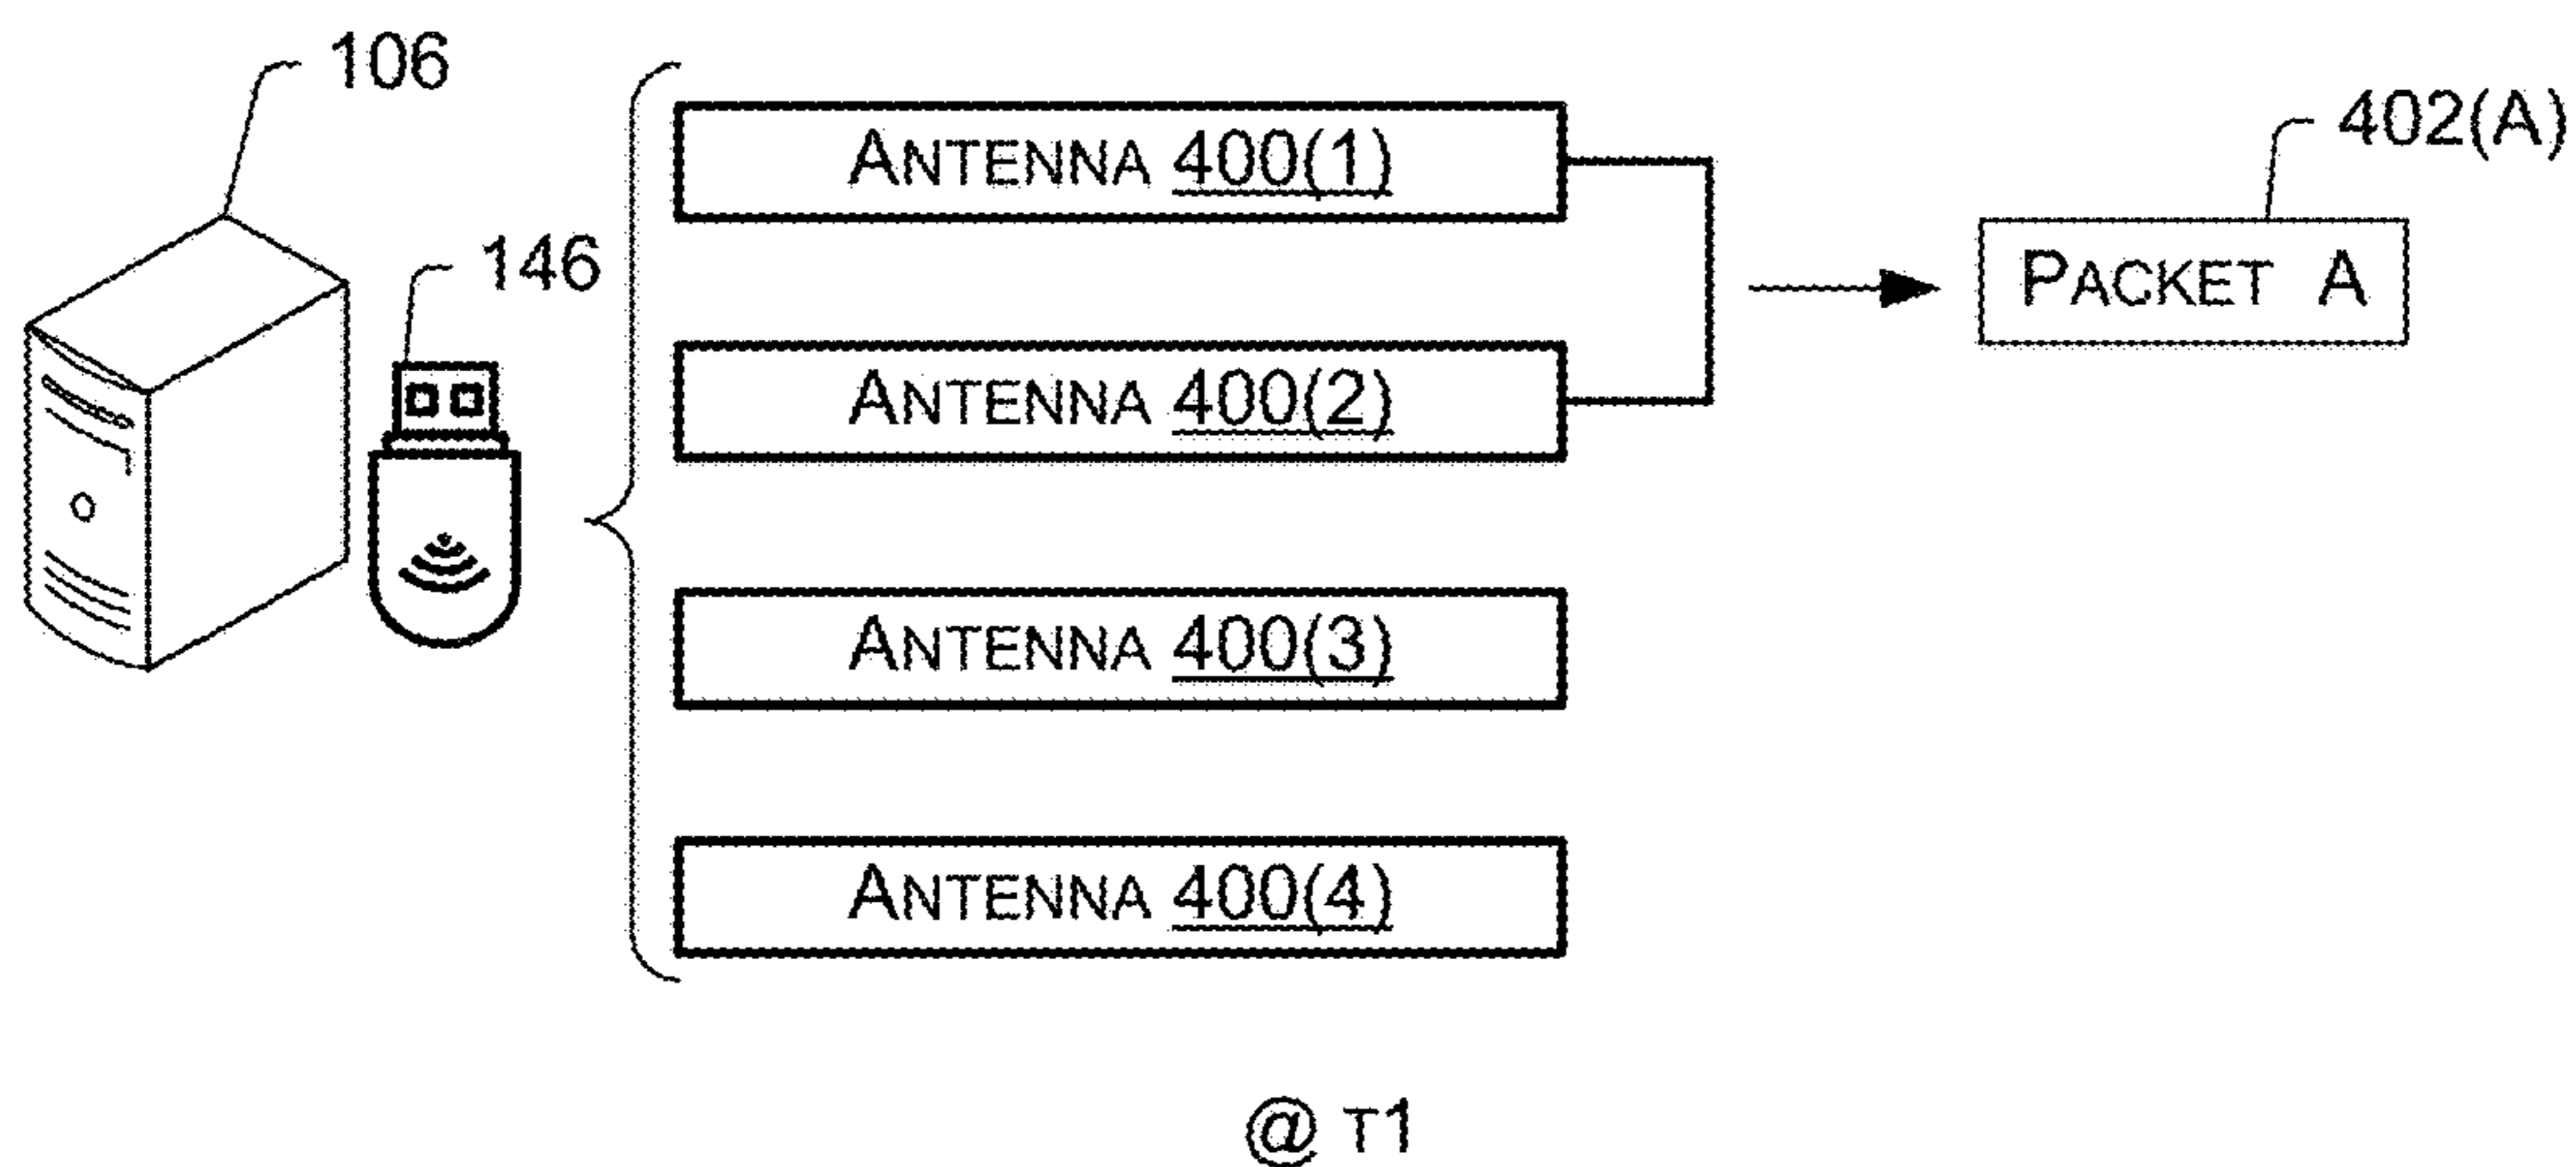 106
402(A)
ANTENNA 400(1)
146
PACKET A
ANTENNA 400(2)
ANTENNA 400(3)
ANTENNA 400(4)
@ T1